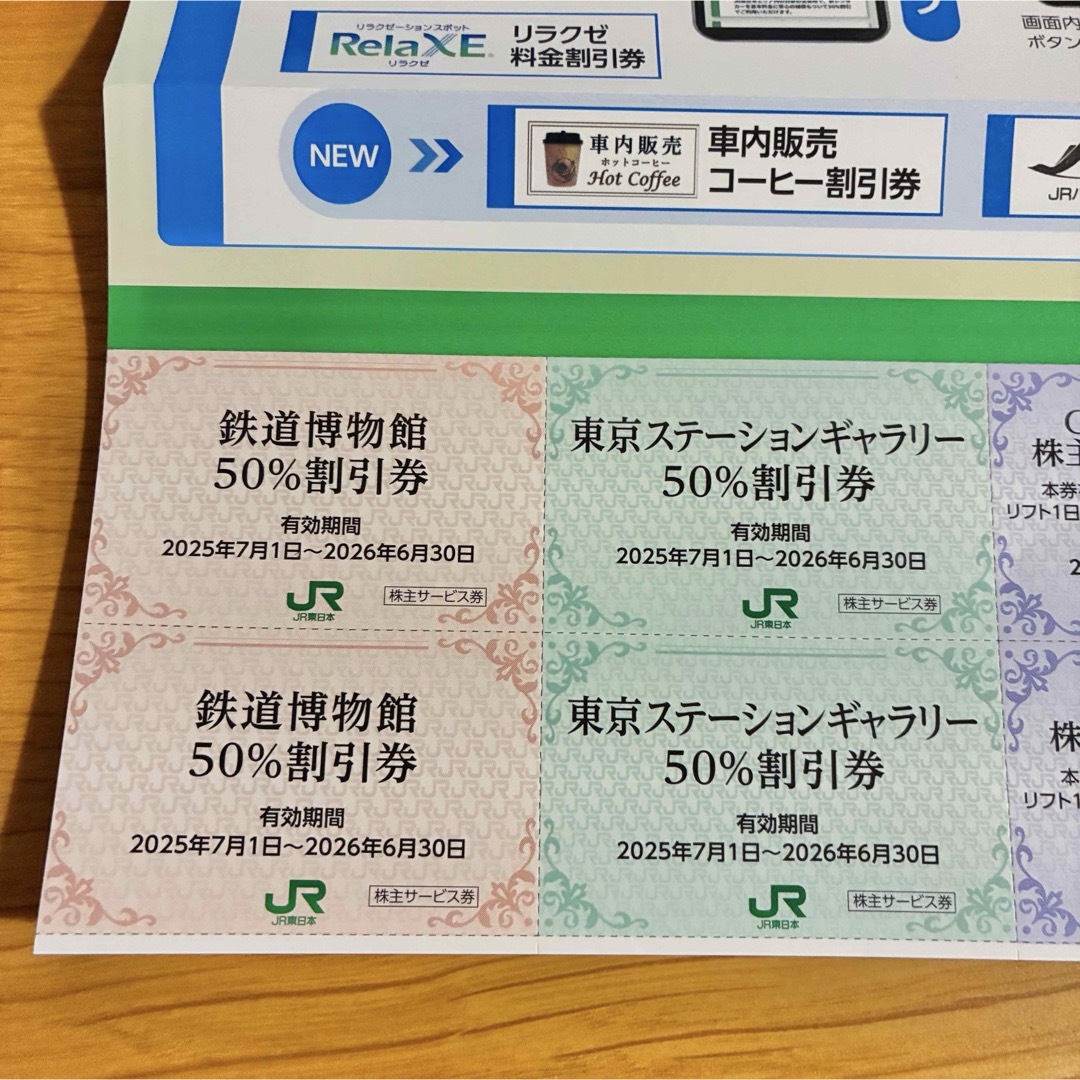 リラクゼーションスポット
RelaXE
リラクゼ
リラクゼ
料金割引券
画面内
ボタン
NEW
車内販売
ホットコーヒー
Hot Coffee
車内販売
コーヒー割引券
JR
鉄道博物館
50%割引券
有効期間
2025年7月1日～2026年6月30日
JR
JR東日本
株主サービス券
東京ステーションギャラリー
50%割引券
有効期間
2025年7月1日～2026年6月30日
JR
JR東日本
株主サービス券
株主
本券
リフト1日
2
鉄道博物館
50%割引券
有効期間
2025年7月1日～2026年6月30日
JR
JR東日本
株主サービス券
東京ステーションギャラリー
50%割引券
有効期間
2025年7月1日～2026年6月30日
JR
JR東日本
株主サービス券
株
本
リフト1